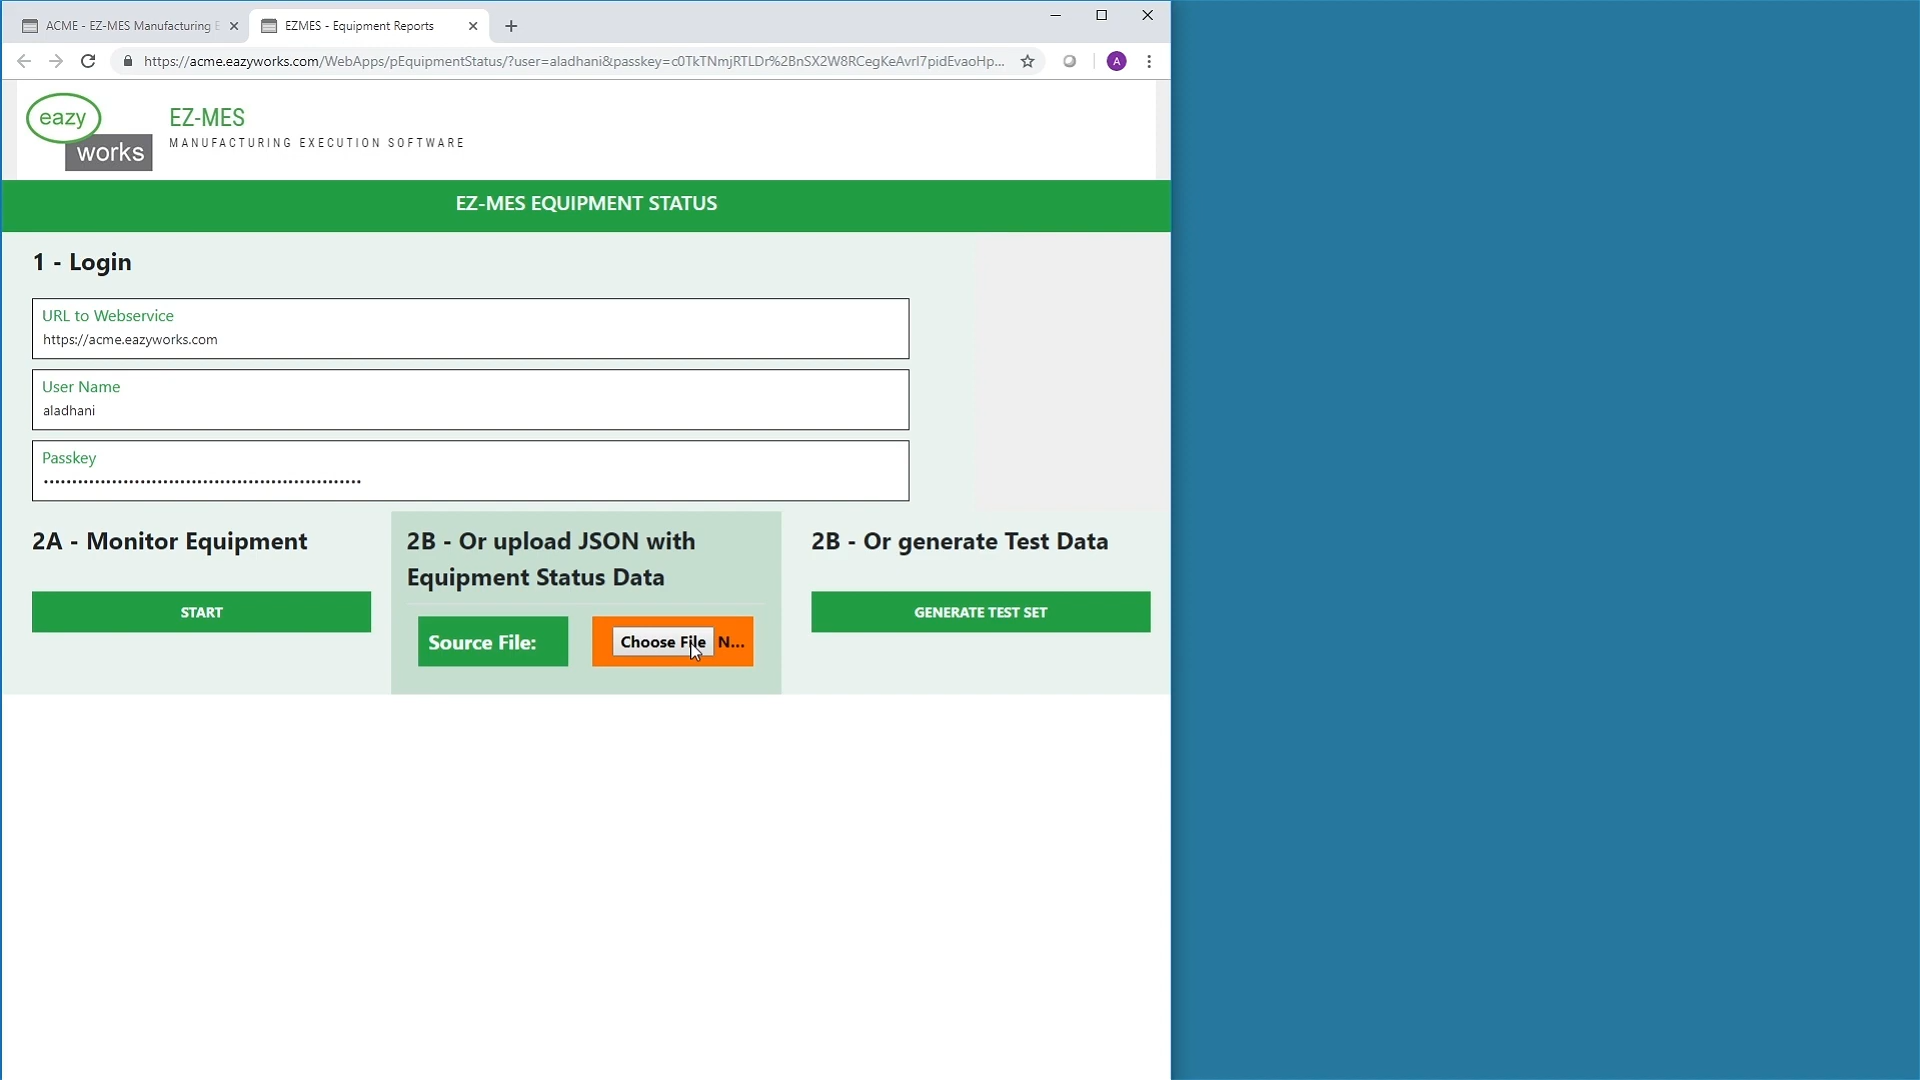 ACME - EZ-MES Manufacturing E
EZMES - Equipment Reports
https://acme.eazyworks.com/WebApps/pEquipmentStatus/?user=aladhani&passkey=c0TkTNmjRTLDr%2BnSX2W8RCegKeAvrI7pidEvaoHp...
A
eazy
works
EZ-MES
MANUFACTURING EXECUTION SOFTWARE
EZ-MES EQUIPMENT STATUS
1 - Login
URL to Webservice
https://acme.eazyworks.com
User Name
aladhani
Passkey
2A - Monitor Equipment
START
2B - Or upload JSON with
Equipment Status Data
Source File:
Choose File N...
2B - Or generate Test Data
GENERATE TEST SET